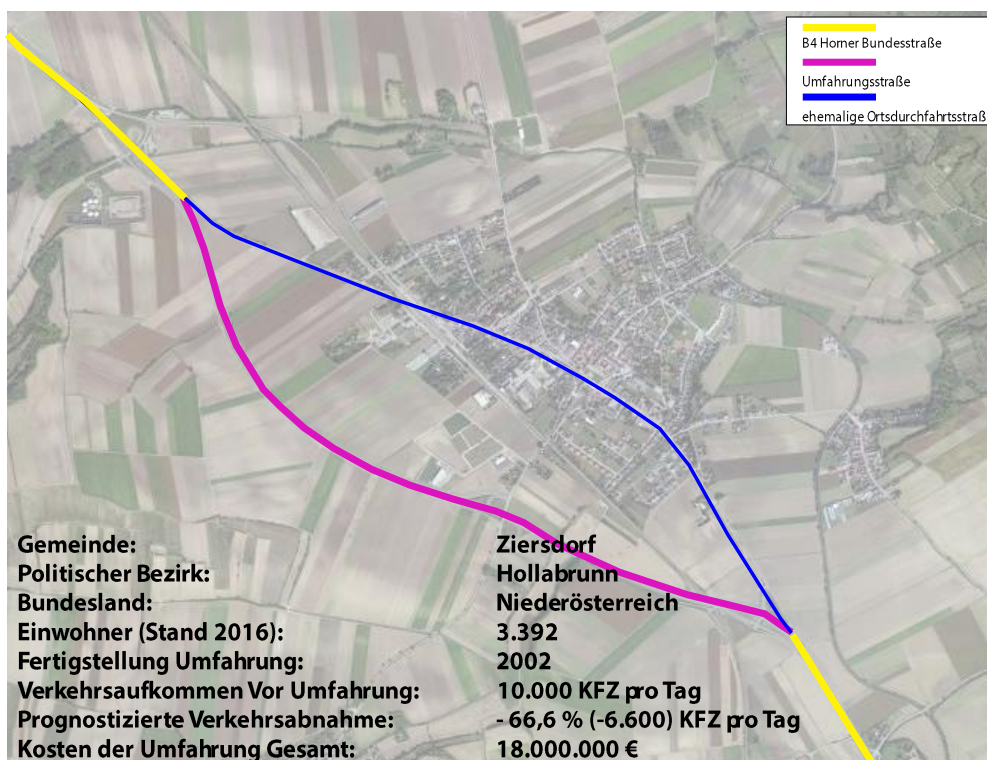 B4 Horner Bundesstraße
Umfahrungsstraße
ehemalige Ortsdurchfahrtsstraß
Gemeinde: Ziersdorf
Politischer Bezirk: Hollabrunn
Bundesland: Niederösterreich
Einwohner (Stand 2016): 3.392
Fertigstellung Umfahrung: 2002
Verkehrsaufkommen Vor Umfahrung: 10.000 KFZ pro Tag
Prognostizierte Verkehrsabnahme: - 66,6 % (-6.600) KFZ pro Tag
Kosten der Umfahrung Gesamt: 18.000.000 €